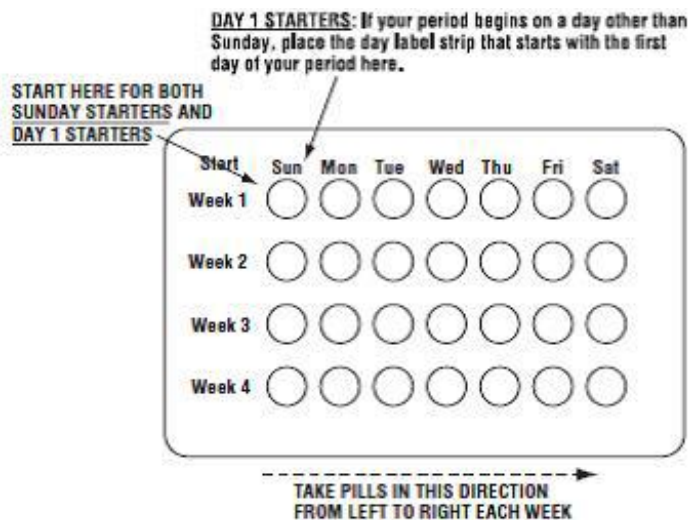 DAY 1 STARTERS: If your period begins on a day other than
Sunday, place the day label strip that starts with the first
day of your period here.
START HERE FOR BOTH
SUNDAY STARTERS AND
DAY 1 STARTERS
Start Sun Mon Tue Wed Thu Fri Sat
Week 1
Week 2
Week 3
Week 4
TAKE PILLS IN THIS DIRECTION
FROM LEFT TO RIGHT EACH WEEK